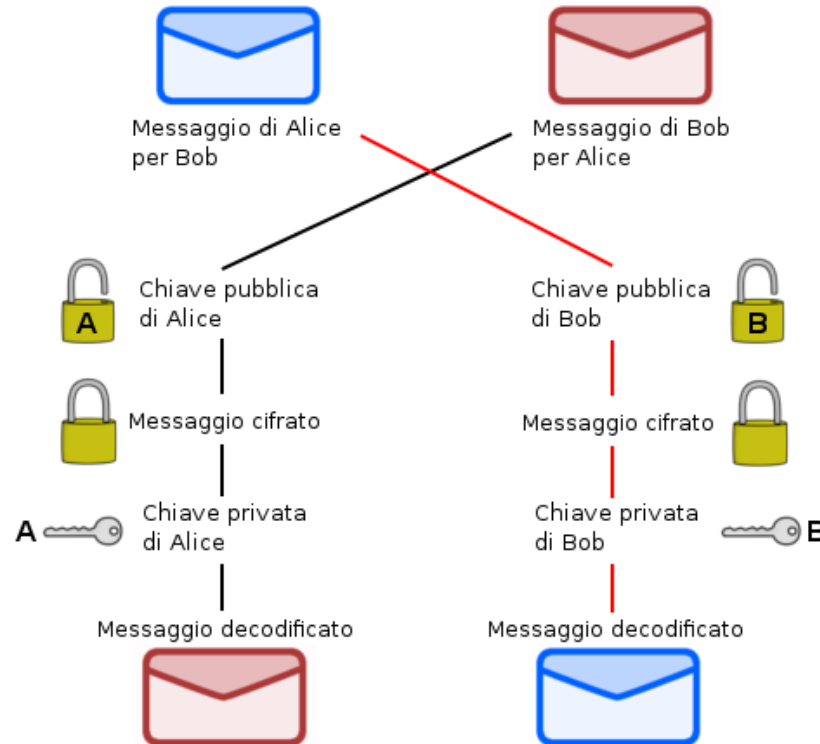 Messaggio di Alice
per Bob
Messaggio di Bob
per Alice
A
Chiave pubblica
di Alice
Chiave pubblica
di Bob
B
Messaggio cifrato
Messaggio cifrato
A
Chiave privata
di Alice
Chiave privata
di Bob
B
Messaggio decodificato
Messaggio decodificato